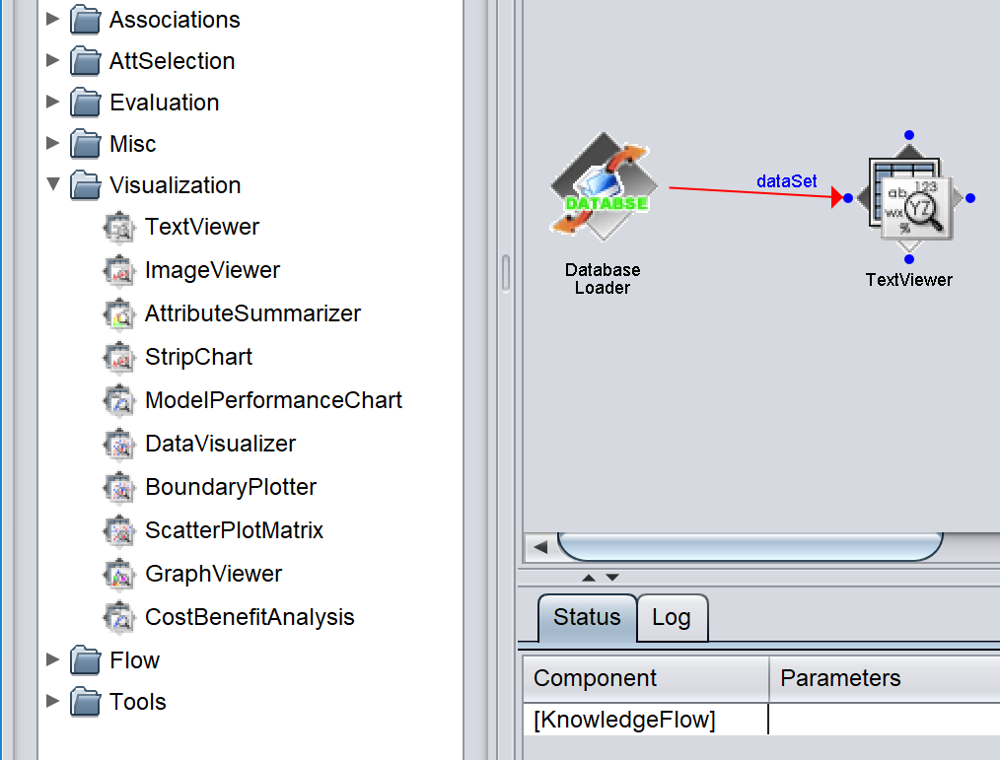 Associations
AttSelection
Evaluation
Misc
Visualization
TextViewer
ImageViewer
AttributeSummarizer
StripChart
ModelPerformanceChart
DataVisualizer
BoundaryPlotter
ScatterPlotMatrix
GraphViewer
CostBenefitAnalysis
Flow
Tools
dataSet
DATABSE
ab 123
wx YZ
%
Database
Loader
TextViewer
Status Log
Component Parameters
[KnowledgeFlow]